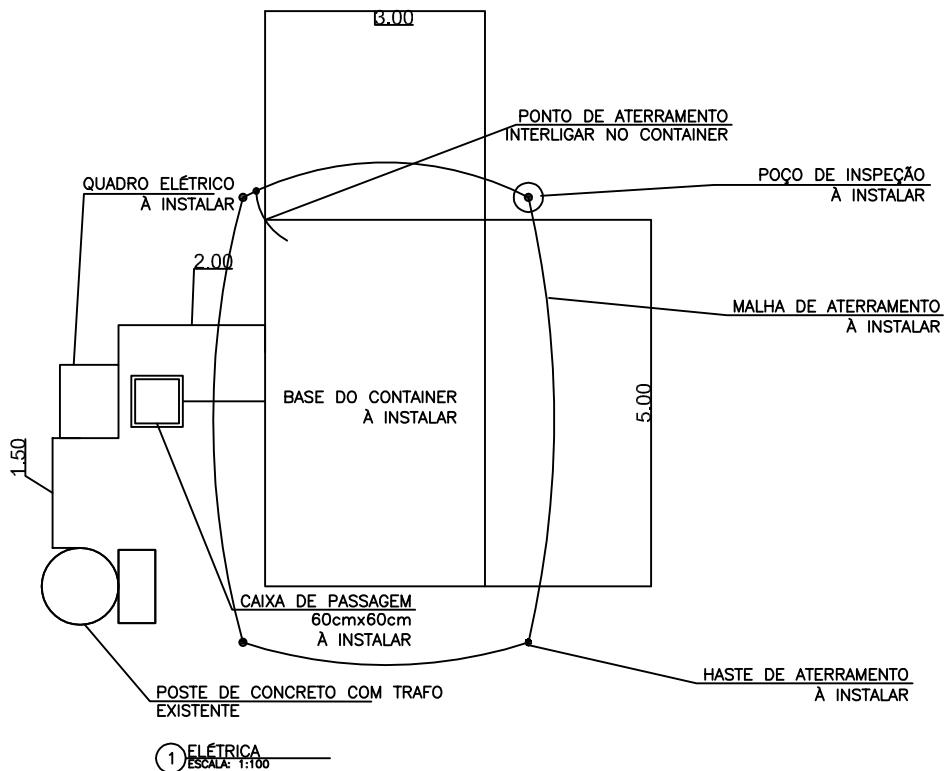 3.00
PONTO DE ATERRAMENTO
INTERLIGAR NO CONTAINER
QUADRO ELÉTRICO
À INSTALAR
POÇO DE INSPEÇÃO
À INSTALAR
2.00
MALHA DE ATERRAMENTO
À INSTALAR
BASE DO CONTAINER
À INSTALAR
5.00
1.50
CAIXA DE PASSAGEM
60cmx60cm
À INSTALAR
HASTE DE ATERRAMENTO
À INSTALAR
POSTE DE CONCRETO COM TRAFO
EXISTENTE
1 ELÉTRICA
ESCALA: 1:100